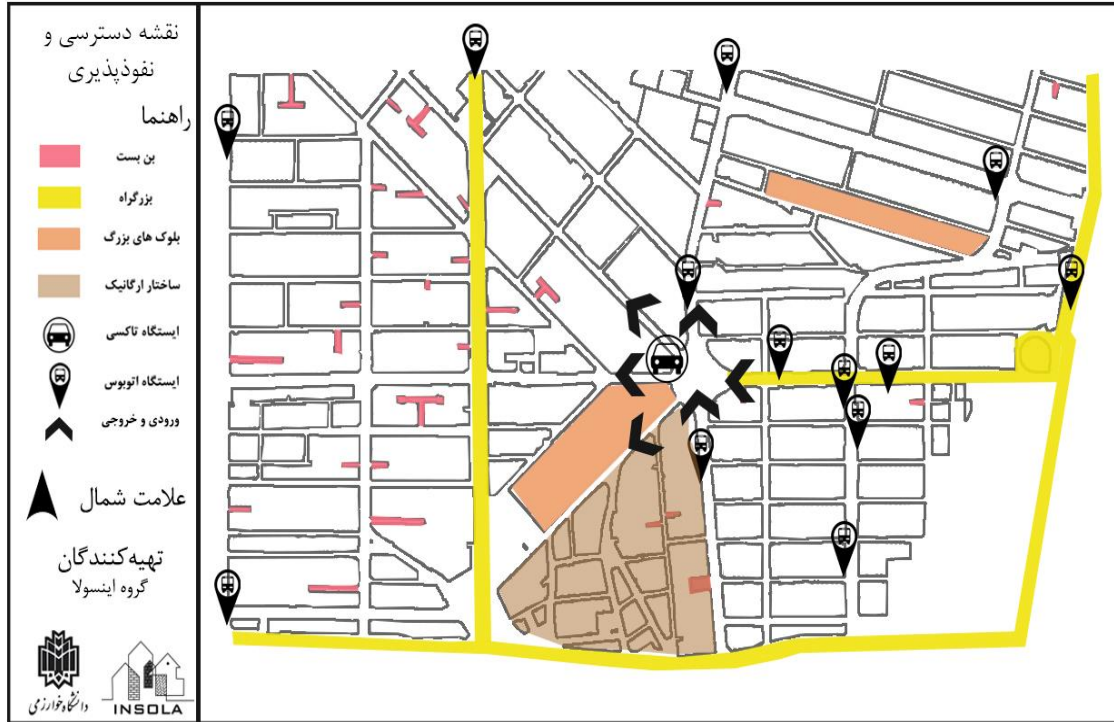 نقشه دسترسی و
نفوذپذیری
راهنما
بن بست
بزرگراه
بلوک های بزرگ
ساختار ارگانیک
ایستگاه تاکسی
ایستگاه اتوبوس
ورودی و خروجی
علامت شمال
تهیه‌کنندگان
گروه اینسولا
دانشگاه خوارزمی
INSOLA